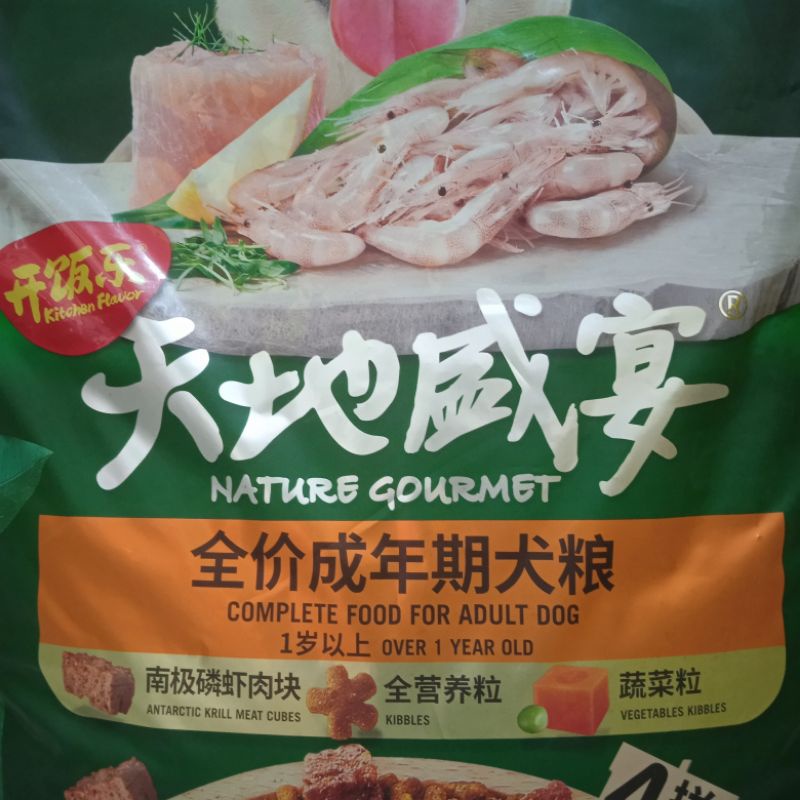 开饭乐®
Kitchen Flavor
天地盛宴®
NATURE GOURMET
全价成年期犬粮
COMPLETE FOOD FOR ADULT DOG
1岁以上 OVER 1 YEAR OLD
南极磷虾肉块
ANTARCTIC KRILL MEAT CUBES
全营养粒
KIBBLES
蔬菜粒
VEGETABLES KIBBLES